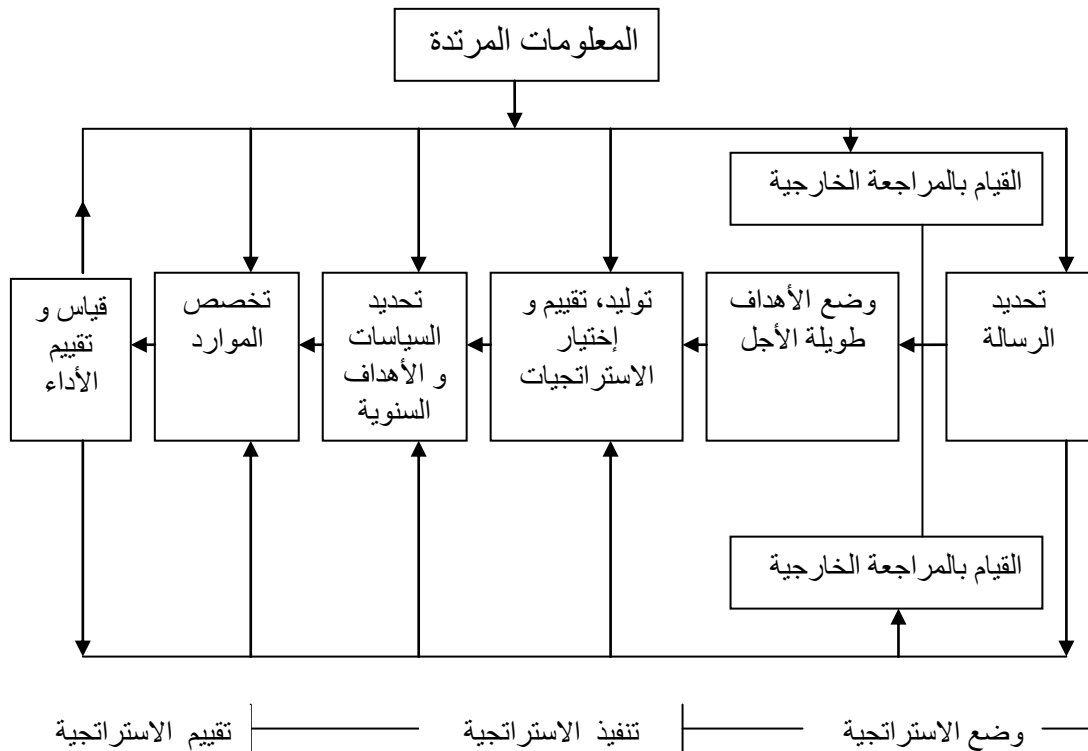 المعلومات المرتدة
القيام بالمراجعة الخارجية
تحديد
الرسالة
وضع الأهداف
طويلة الأجل
توليد، تقييم و
إختيار
الاستراتجيات
تحديد
السياسات
و الأهداف
السنوية
تخصص
الموارد
قياس و
تقييم
الأداء
القيام بالمراجعة الخارجية
وضع الاستراتجية
تنفيذ الاستراتجية
تقييم الاستراتجية